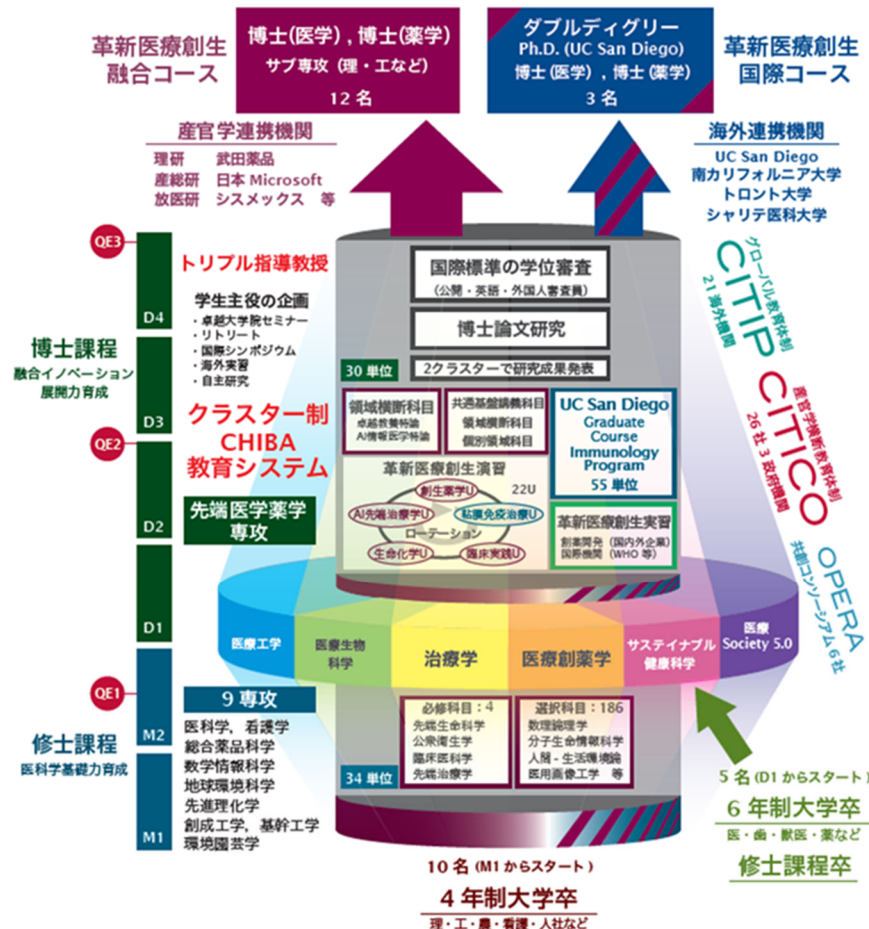 革新医療創生
融合コース
博士(医学) , 博士(薬学)
サブ専攻 (理・工など)
12 名
ダブルディグリー
Ph.D. (UC San Diego)
博士(医学) , 博士(薬学)
3 名
革新医療創生
国際コース
産官学連携機関
理研 武田薬品
産総研 日本 Microsoft
放医研 シスメックス 等
海外連携機関
UC San Diego
南カリフォルニア大学
トロント大学
シャリテ医科大学
QE3
D4
博士課程
融合イノベーション
展開力育成
D3
QE2
D2
D1
QE1
M2
修士課程
医科学基礎力育成
M1
トリプル指導教授
学生主役の企画
・卓越大学院セミナー
・リトリート
・国際シンポジウム
・海外実習
・自主研究
クラスター制
CHIBA
教育システム
先端医学薬学
専攻
国際標準の学位審査
(公開・英語・外国人審査員)
博士論文研究
2クラスターで研究成果発表
30 単位
領域横断科目
卓越教養特論
AI情報医学特論
共通基盤講義科目
領域横断科目
個別領域科目
UC San Diego
Graduate
Course
Immunology
Program
55 単位
革新医療創生演習
22U
創生薬学U
AI先端治療学U
粘膜免疫治療U
ローテーション
生命化学U
臨床実践U
革新医療創生実習
創薬開発 (国内外企業)
国際機関 (WHO 等)
グローバル教育体制
CITIP
21 海外機関
産官学横断教育体制
CITICO
26 社 3 政府機関
OPERA
共創コンソーシアム 6 社
医療工学
医療生物
科学
治療学
医療創薬学
サステイナブル
健康科学
医療
Society 5.0
9 専攻
医科学, 看護学
総合薬品科学
数学情報科学
地球環境科学
先進理化学
創成工学, 基幹工学
環境園芸学
34 単位
必修科目：4
先端生命科学
公衆衛生学
臨床医科学
先端治療学
選択科目：186
数理論理学
分子生命情報科学
人間 - 生活環境論
医用画像工学 等
5 名 (D1 からスタート)
6 年制大学卒
医・歯・獣医・薬など
修士課程卒
10 名 (M1 からスタート)
4 年制大学卒
理・工・農・看護・人社など